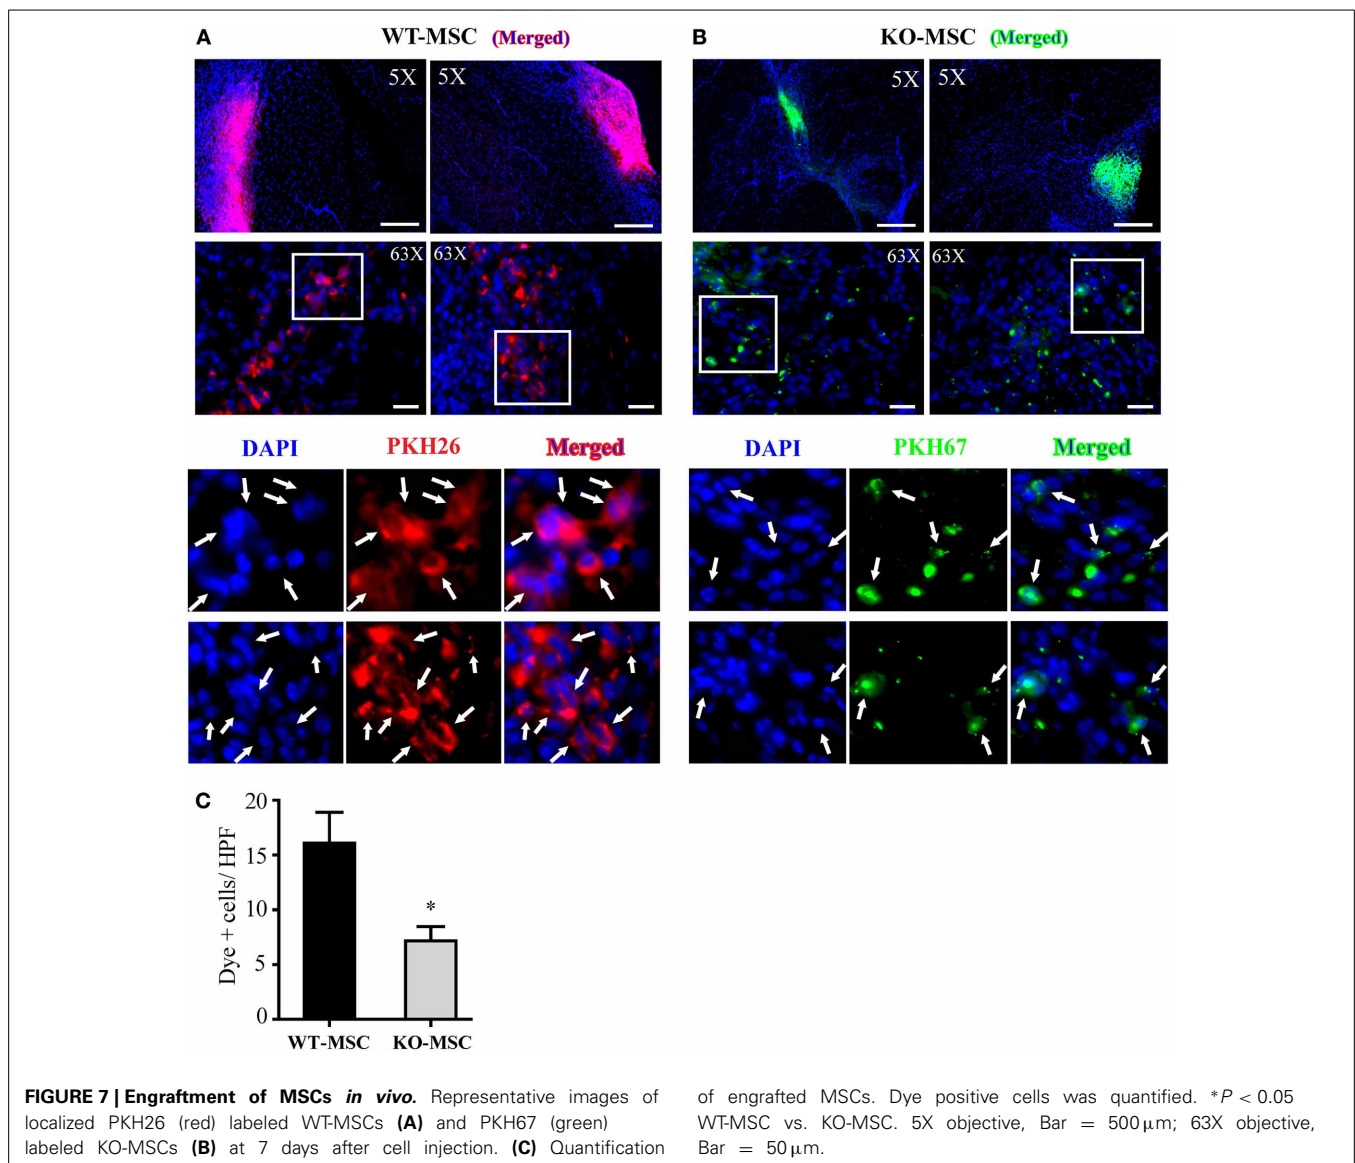 A WT-MSC (Merged)
5X 5X
63X 63X
DAPI PKH26 Merged
B KO-MSC (Merged)
5X 5X
63X 63X
DAPI PKH67 Merged
C
Dye + cells/ HPF
20
15
10
5
0
*
WT-MSC KO-MSC
FIGURE 7 | Engraftment of MSCs in vivo. Representative images of
localized PKH26 (red) labeled WT-MSCs (A) and PKH67 (green)
labeled KO-MSCs (B) at 7 days after cell injection. (C) Quantification
of engrafted MSCs. Dye positive cells was quantified. *P < 0.05
WT-MSC vs. KO-MSC. 5X objective, Bar = 500 μm; 63X objective,
Bar = 50 μm.